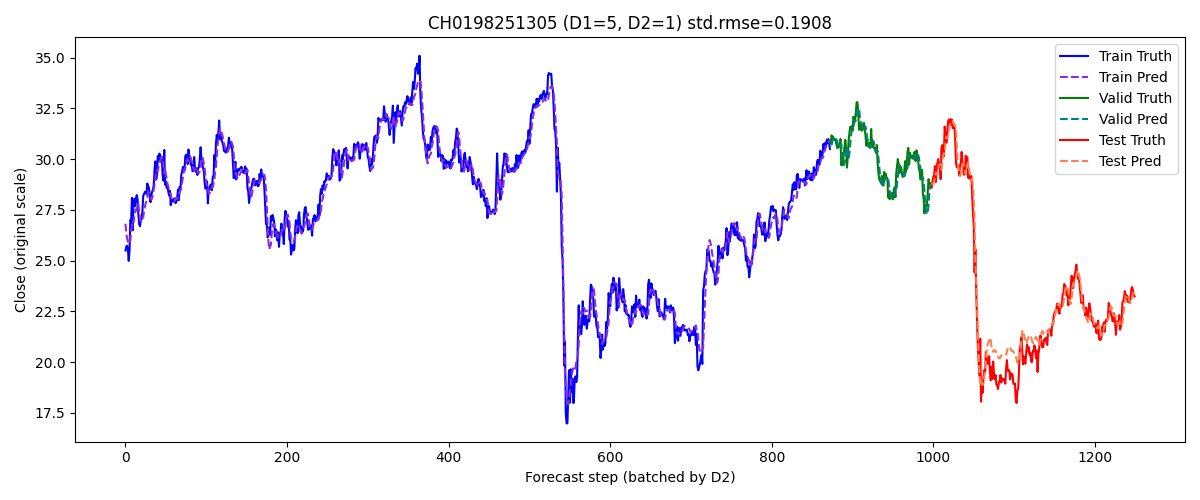 CH0198251305 (D1=5, D2=1) std.rmse=0.1908
Close (original scale)
35.0
32.5
30.0
27.5
25.0
22.5
20.0
17.5
Train Truth
Train Pred
Valid Truth
Valid Pred
Test Truth
Test Pred
0 200 400 600 800 1000 1200
Forecast step (batched by D2)